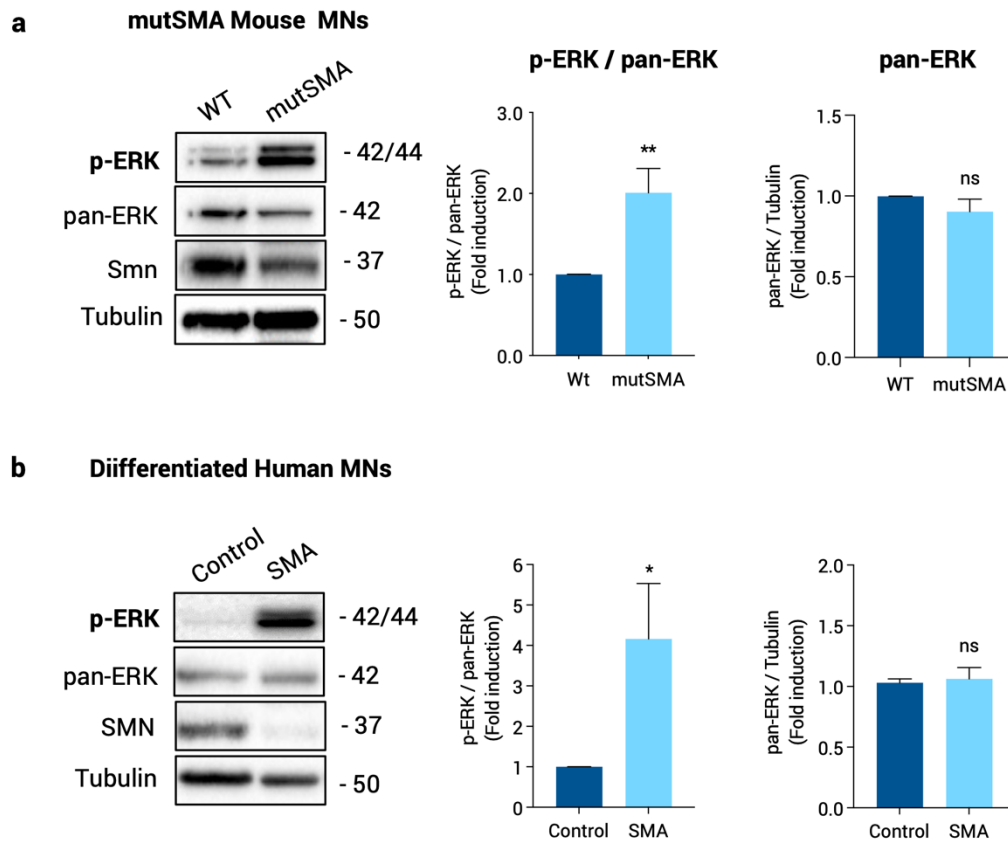 a
mutSMA Mouse MNs
WT mutSMA
p-ERK - 42/44
pan-ERK - 42
Smn - 37
Tubulin - 50
p-ERK / pan-ERK
p-ERK / pan-ERK
(Fold induction)
3.0
2.0
1.0
0.0
**
Wt mutSMA
pan-ERK
pan-ERK / Tubulin
(Fold induction)
1.5
1.0
0.5
0.0
ns
WT mutSMA
b
Diifferentiated Human MNs
Control SMA
p-ERK - 42/44
pan-ERK - 42
SMN - 37
Tubulin - 50
p-ERK / pan-ERK
(Fold induction)
6
5
4
3
2
1
0
*
Control SMA
pan-ERK / Tubulin
(Fold induction)
2.0
1.5
1.0
0.5
0.0
ns
Control SMA